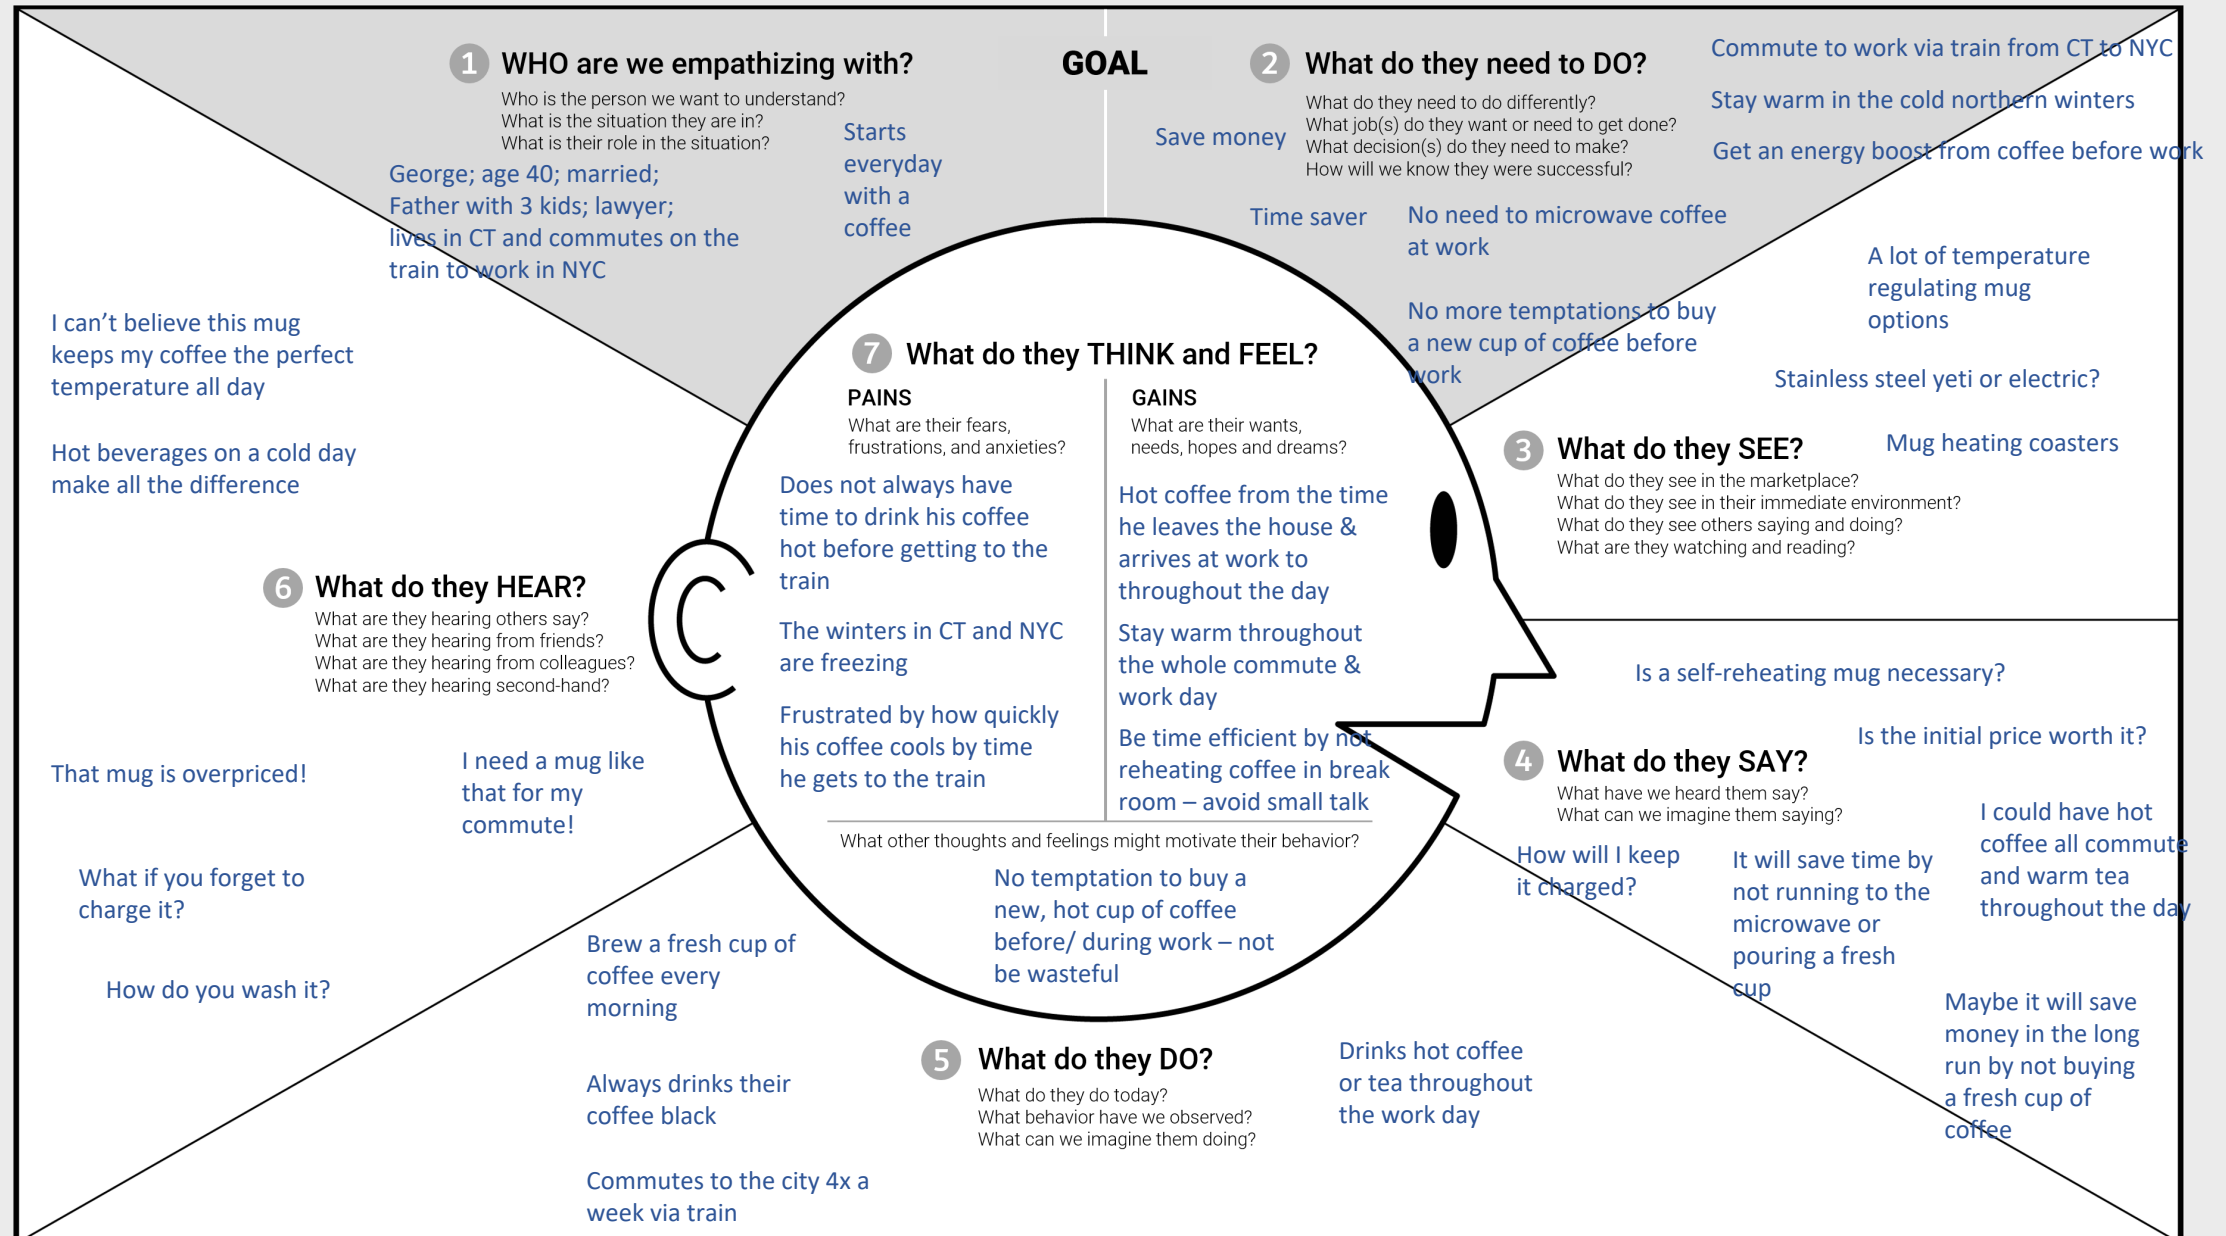 1 WHO are we empathizing with?
Who is the person we want to understand?
What is the situation they are in?
What is their role in the situation?
George; age 40; married;
Father with 3 kids; lawyer;
lives in CT and commutes on the
train to work in NYC
Starts
everyday
with a
coffee
GOAL
2 What do they need to DO?
What do they need to do differently?
What job(s) do they want or need to get done?
What decision(s) do they need to make?
How will we know they were successful?
Save money
Time saver
No need to microwave coffee
at work
No more temptations to buy
a new cup of coffee before
work
Commute to work via train from CT to NYC
Stay warm in the cold northern winters
Get an energy boost from coffee before work
A lot of temperature
regulating mug
options
Stainless steel yeti or electric?
3 What do they SEE?
Mug heating coasters
What do they see in the marketplace?
What do they see in their immediate environment?
What do they see others saying and doing?
What are they watching and reading?
Is a self-reheating mug necessary?
Is the initial price worth it?
4 What do they SAY?
What have we heard them say?
What can we imagine them saying?
How will I keep
it charged?
It will save time by
not running to the
microwave or
pouring a fresh
cup
I could have hot
coffee all commute
and warm tea
throughout the day
Maybe it will save
money in the long
run by not buying
a fresh cup of
coffee
5 What do they DO?
What do they do today?
What behavior have we observed?
What can we imagine them doing?
Brew a fresh cup of
coffee every
morning
Always drinks their
coffee black
Commutes to the city 4x a
week via train
Drinks hot coffee
or tea throughout
the work day
I can't believe this mug
keeps my coffee the perfect
temperature all day
Hot beverages on a cold day
make all the difference
6 What do they HEAR?
What are they hearing others say?
What are they hearing from friends?
What are they hearing from colleagues?
What are they hearing second-hand?
That mug is overpriced!
I need a mug like
that for my
commute!
What if you forget to
charge it?
How do you wash it?
7 What do they THINK and FEEL?
PAINS
What are their fears,
frustrations, and anxieties?
Does not always have
time to drink his coffee
hot before getting to the
train
The winters in CT and NYC
are freezing
Frustrated by how quickly
his coffee cools by time
he gets to the train
GAINS
What are their wants,
needs, hopes and dreams?
Hot coffee from the time
he leaves the house &
arrives at work to
throughout the day
Stay warm throughout
the whole commute &
work day
Be time efficient by not
reheating coffee in break
room – avoid small talk
What other thoughts and feelings might motivate their behavior?
No temptation to buy a
new, hot cup of coffee
before/ during work – not
be wasteful